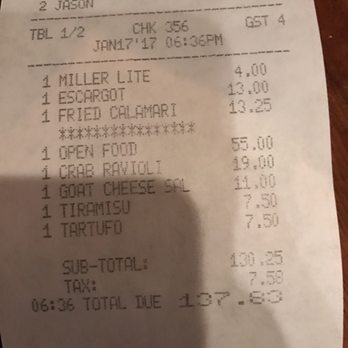 2 JASON
TBL 1/2 CHK 356 GST 4
JAN17'17 06:36PM
1 MILLER LITE 4.00
1 ESCARGOT 13.00
1 FRIED CALAMARI 13.25
****************
1 OPEN FOOD 55.00
1 CRAB RAVIOLI 19.00
1 GOAT CHEESE SAL 11.00
1 TIRAMISU 7.50
1 TARTUFO 7.50
SUB-TOTAL: 130.25
TAX: 7.58
06:36 TOTAL DUE 137.83